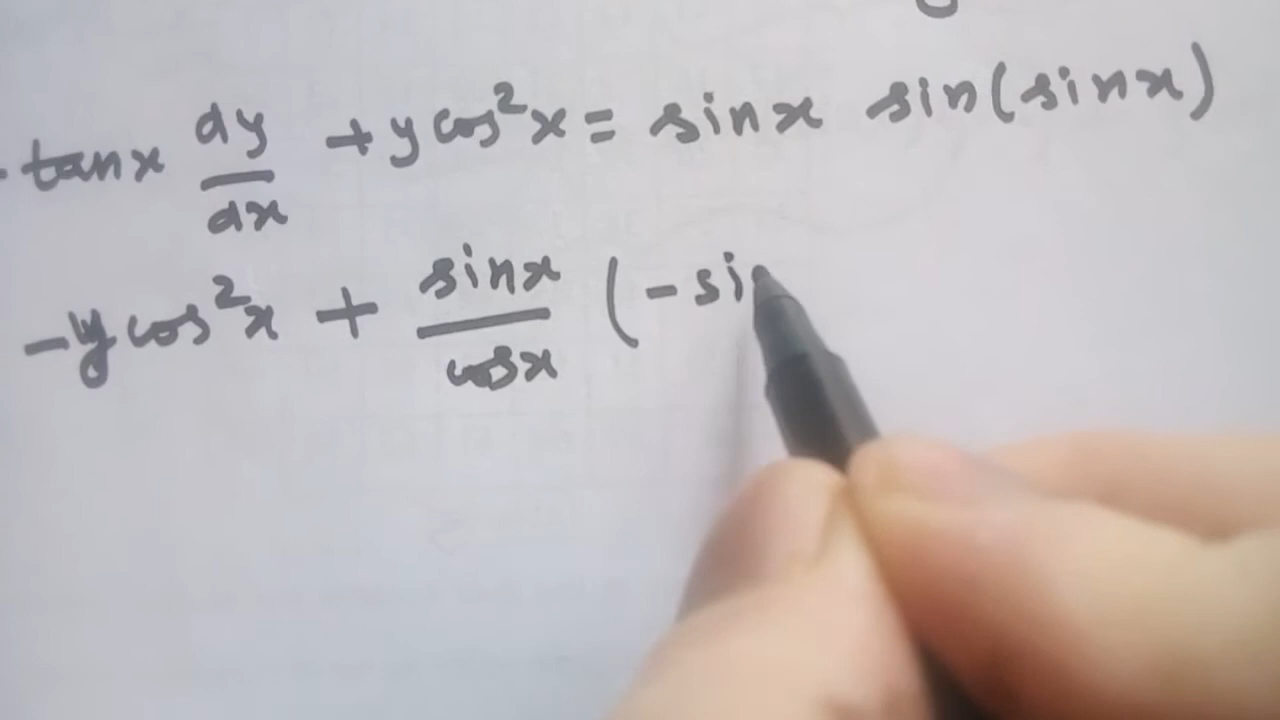 - tanx dy/dx + y cos²x = sinx sin(sinx)
-y cos²x + sinx/cosx (-si